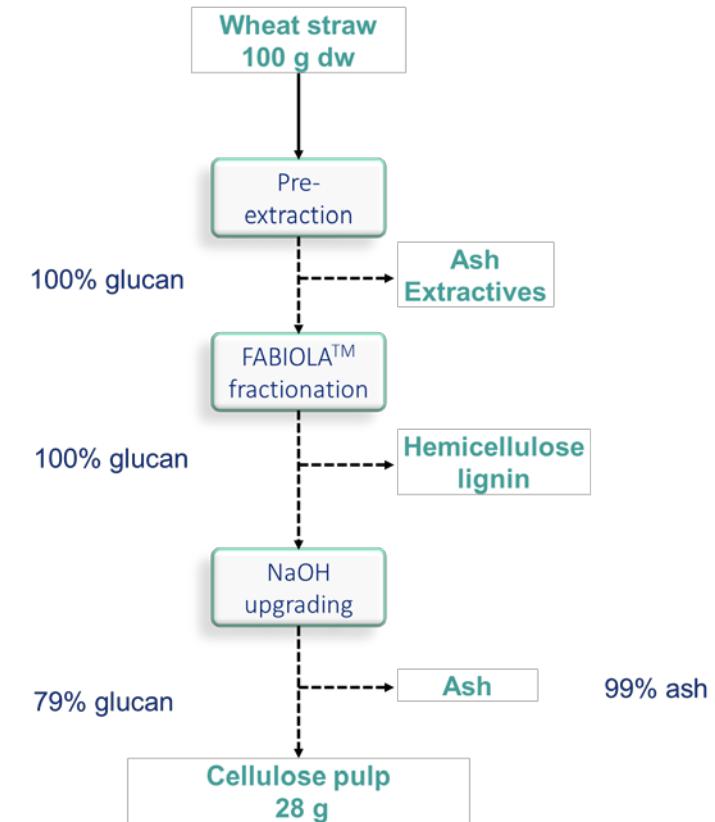 Wheat straw
100 g dw
Pre-
extraction
100% glucan
Ash
Extractives
FABIOLA™
fractionation
100% glucan
Hemicellulose
lignin
NaOH
upgrading
79% glucan
Ash
99% ash
Cellulose pulp
28 g